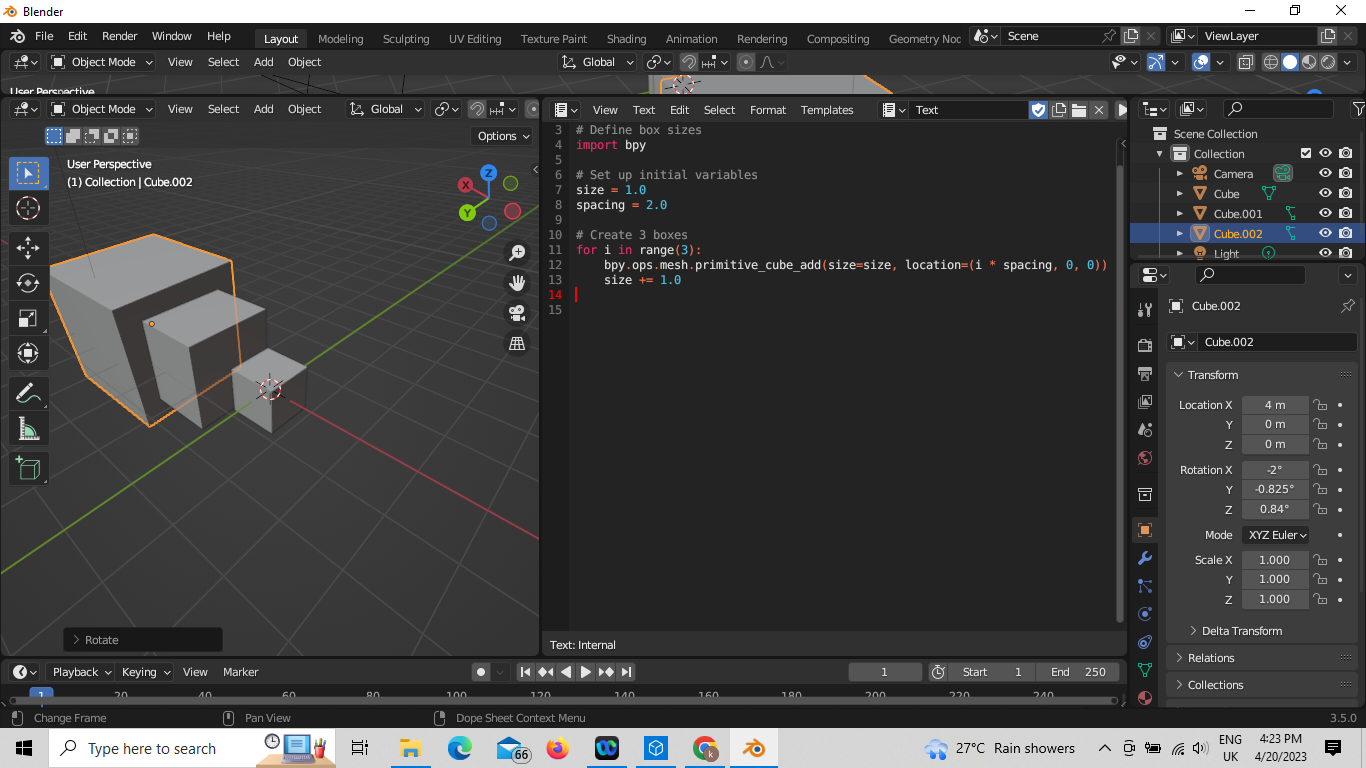 Blender
File Edit Render Window Help Layout Modeling Sculpting UV Editing Texture Paint Shading Animation Rendering Compositing Geometry Noc Scene ViewLayer
Object Mode View Select Add Object Global
User Perspective
Object Mode View Select Add Object Global
Options
User Perspective
(1) Collection | Cube.002
X
Y
Z
Rotate
View Text Edit Select Format Templates Text
3 # Define box sizes
4 import bpy
5
6 # Set up initial variables
7 size = 1.0
8 spacing = 2.0
9
10 # Create 3 boxes
11 for i in range(3):
12 bpy.ops.mesh.primitive_cube_add(size=size, location=(i * spacing, 0, 0))
13 size += 1.0
14
15
Text: Internal
Scene Collection
Collection
Camera
Cube
Cube.001
Cube.002
Light
Cube.002
Cube.002
Transform
Location X 4 m
Y 0 m
Z 0 m
Rotation X -2°
Y -0.825°
Z 0.84°
Mode XYZ Euler
Scale X 1.000
Y 1.000
Z 1.000
Delta Transform
Relations
Collections
Playback Keying View Marker 1 Start 1 End 250
1 20 40 60 80 100 120 140 160 180 200 220 240
Change Frame Pan View Dope Sheet Context Menu 3.5.0
Type here to search 66 k 27°C Rain showers ENG UK 4:23 PM 4/20/2023